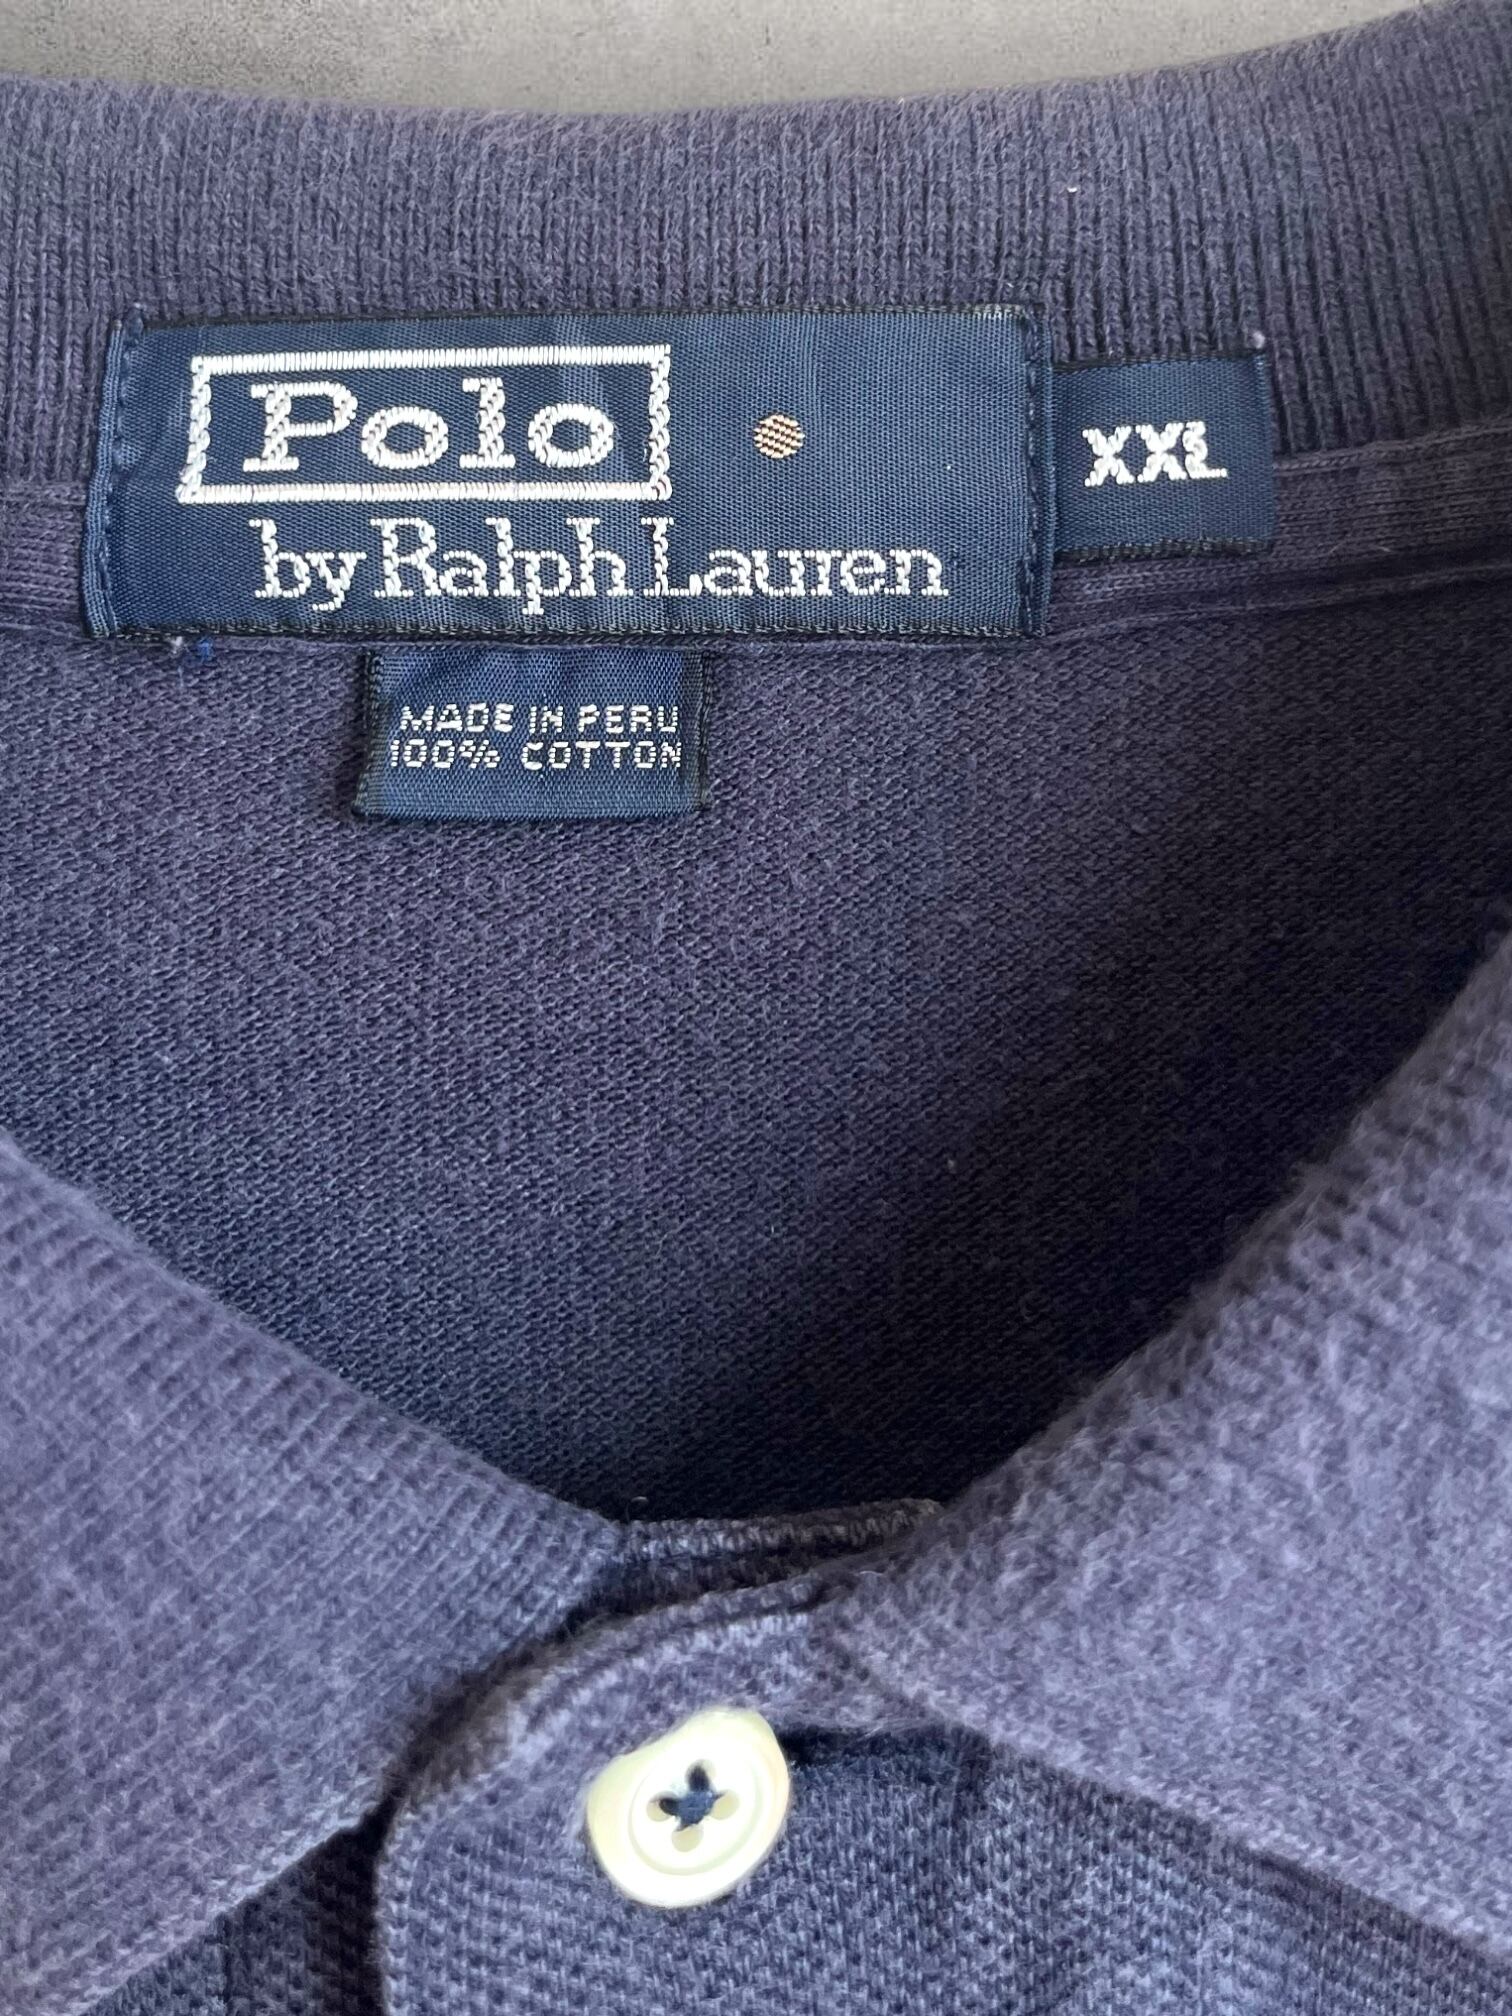 Polo
by Ralph Lauren
XXL
MADE IN PERU
100% COTTON